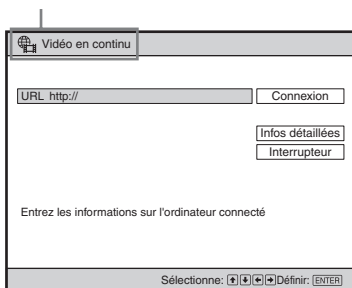 Vidéo en continu
URL http://
Connexion
Infos détaillées
Interrupteur
Entrez les informations sur l'ordinateur connecté
Sélectionne: ↑↓←→Définir: ENTER